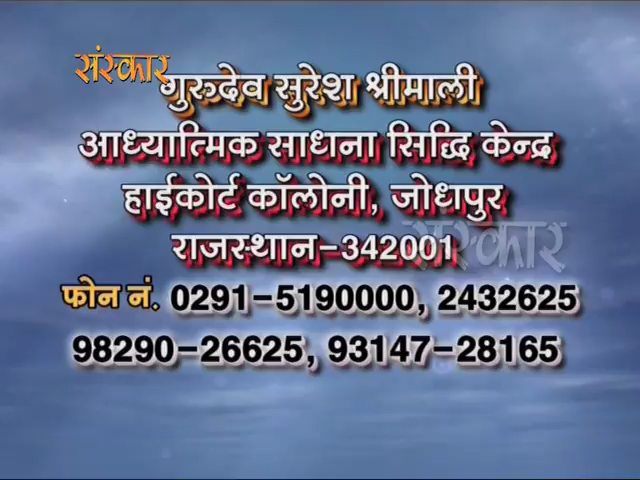 संस्कार
गुरुदेव सुरेश श्रीमाली
आध्यात्मिक साधना सिद्धि केन्द्र
हाईकोर्ट कॉलोनी, जोधपुर
राजस्थान-342001
संस्कार
फोन नं. 0291-5190000, 2432625
98290-26625, 93147-28165